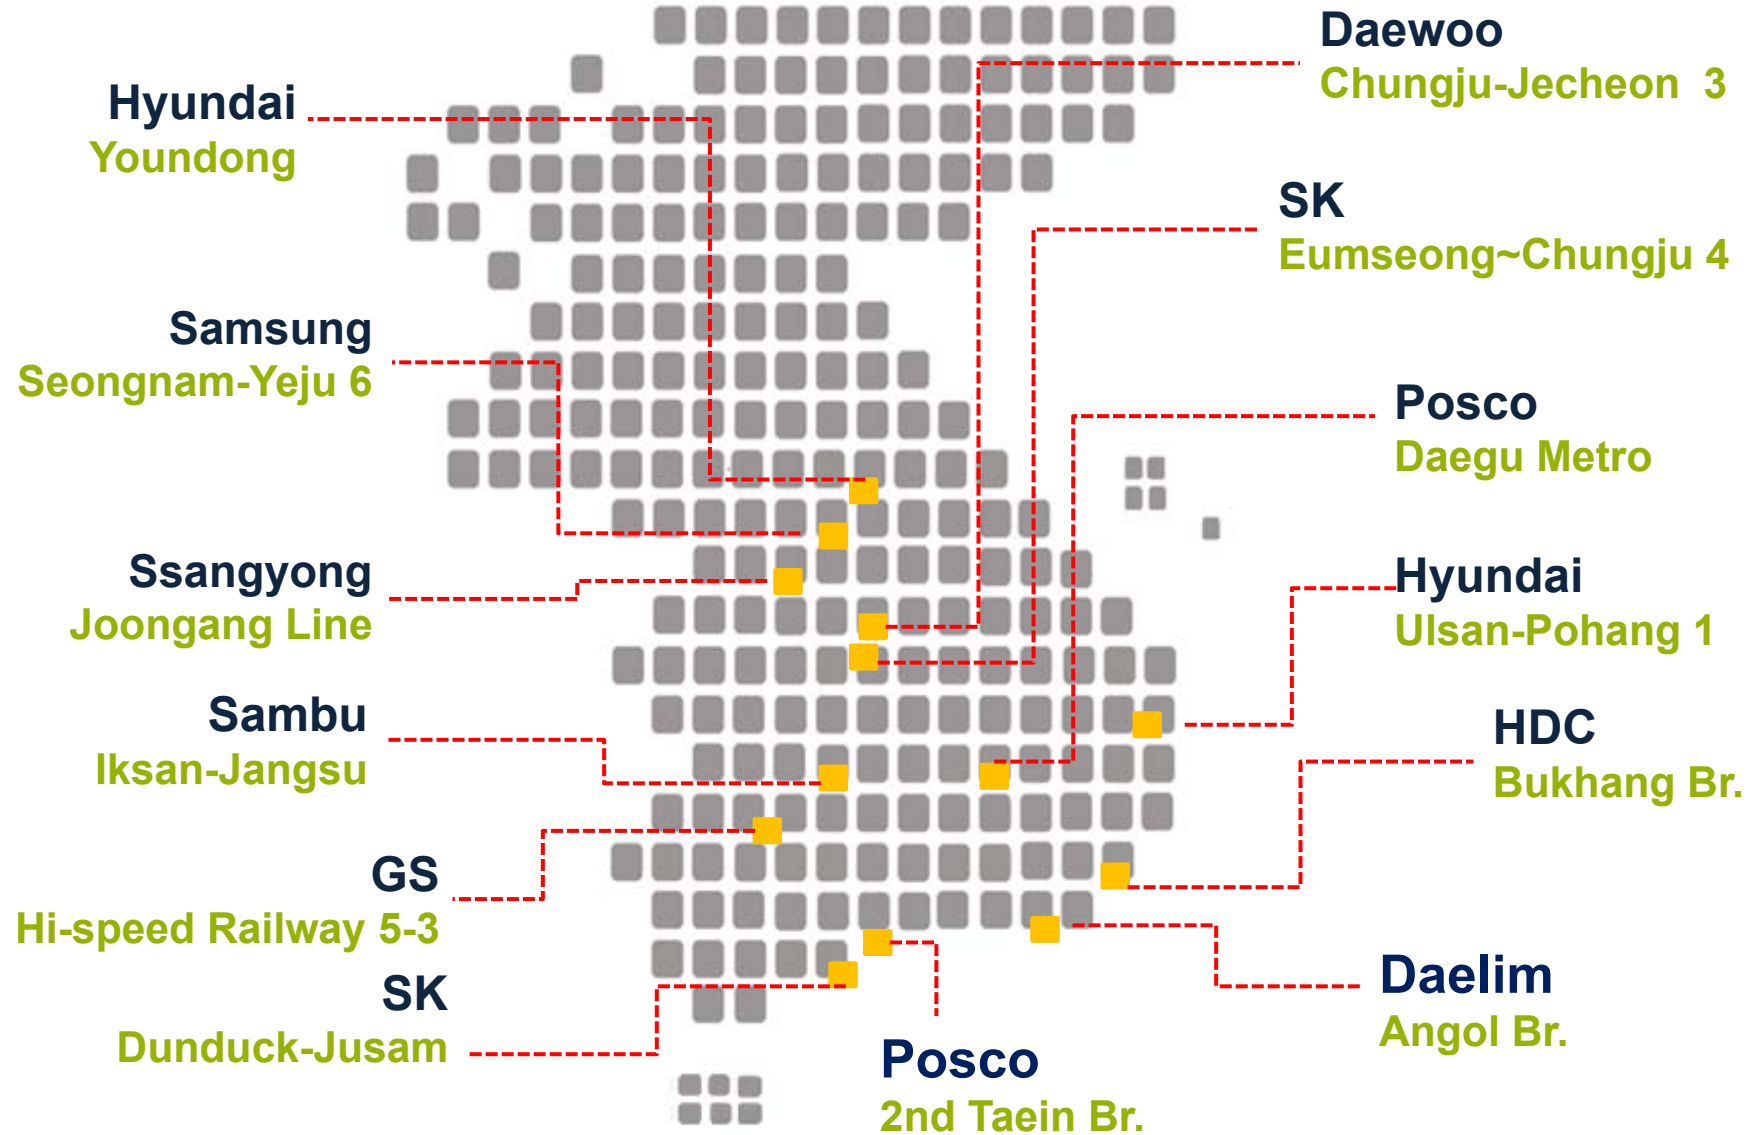 Daewoo
Chungju-Jecheon 3
Hyundai
Youndong
SK
Eumseong~Chungju 4
Samsung
Seongnam-Yeju 6
Posco
Daegu Metro
Ssangyong
Joongang Line
Hyundai
Ulsan-Pohang 1
Sambu
Iksan-Jangsu
HDC
Bukhang Br.
GS
Hi-speed Railway 5-3
SK
Dunduck-Jusam
Daelim
Angol Br.
Posco
2nd Taein Br.